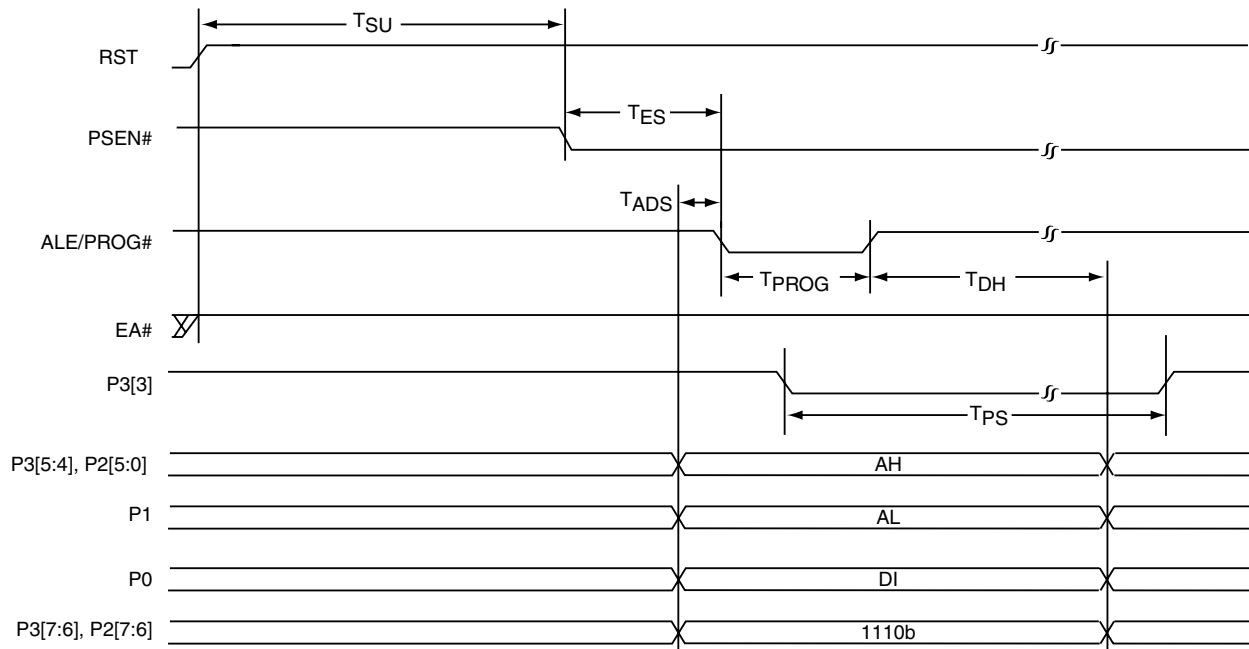 TSU
RST
TES
PSEN#
TADS
ALE/PROG#
TPROG
TDH
EA#
P3[3]
TPS
P3[5:4], P2[5:0]
AH
P1
AL
P0
DI
P3[7:6], P2[7:6]
1110b